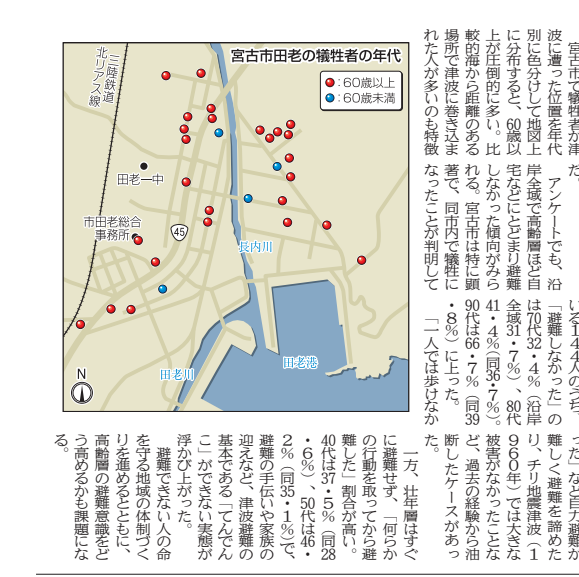 宮古市田老の犠牲者の年代
:60歳以上
:60歳未満
三陸鉄道
北リアス線
田老一中
市田老総合
事務所
45
長内川
田老川
田老港
N
宮古市で犠牲者が津
波に遭った位置を年代
別に色分けして地図上
に分布すると、60歳以
上が圧倒的に多い。比
較的海から距離のある
場所で津波に巻き込ま
れた人が多いのも特徴
だ。
アンケートでも、沿
岸全域で高齢層ほど自
宅などにとどまり避難
しなかった傾向がみら
れる。宮古市は特に顕
著で、同市内で犠牲に
なったことが判明して
いる144人のうち、
「避難しなかった」の
は70代32・4%(沿岸
全域31・7%)、80代
41・4%(同36・7%)。
90代は66・7%(同39
・8%)に上った。
「一人では歩けなか
った」など自力避難が
難しく避難を諦めた
り、チリ地震津波(1
960年)では大きな
被害がなかったことな
ど、過去の経験から油
断したケースがあっ
た。
一方、壮年層はすぐ
に避難せず、「何らか
の行動を取ってから避
難した」割合が高い。
40代は37・5%(同28
・6%)、50代は46・
2%(同35・1%)で、
避難の手伝いや家族の
迎えなど、津波避難の
基本である「てんでん
こ」ができない実態が
浮かび上がった。
避難できない人の命
を守る地域の体制づく
りを進めるとともに、
高齢層の避難意識をど
う高めるかも課題にな
る。